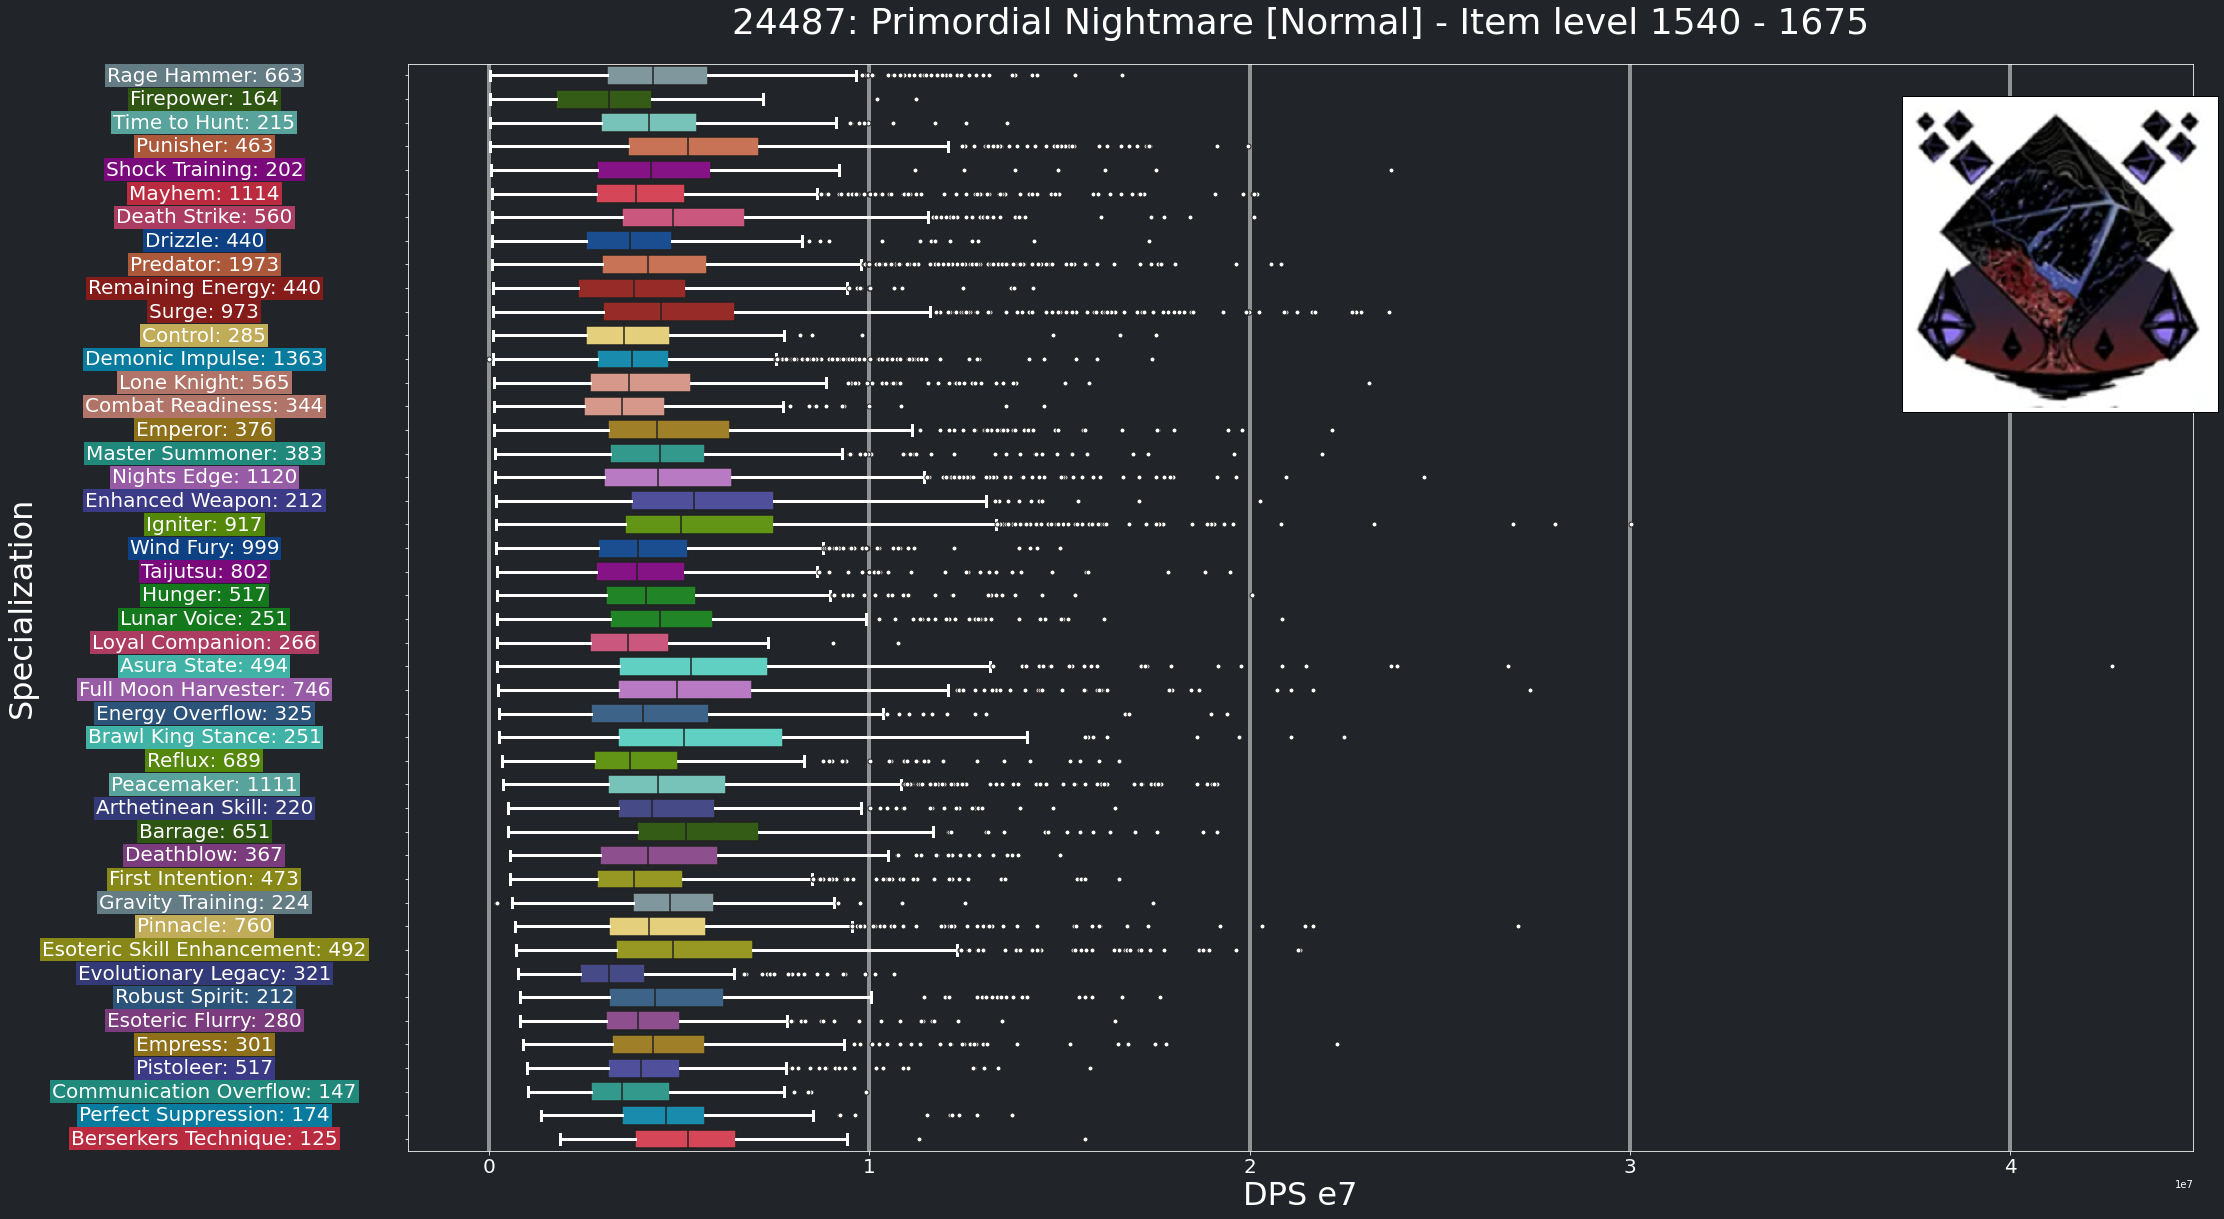 24487: Primordial Nightmare [Normal] - Item level 1540 - 1675
Specialization
Rage Hammer: 663
Firepower: 164
Time to Hunt: 215
Punisher: 463
Shock Training: 202
Mayhem: 1114
Death Strike: 560
Drizzle: 440
Predator: 1973
Remaining Energy: 440
Surge: 973
Control: 285
Demonic Impulse: 1363
Lone Knight: 565
Combat Readiness: 344
Emperor: 376
Master Summoner: 383
Nights Edge: 1120
Enhanced Weapon: 212
Igniter: 917
Wind Fury: 999
Taijutsu: 802
Hunger: 517
Lunar Voice: 251
Loyal Companion: 266
Asura State: 494
Full Moon Harvester: 746
Energy Overflow: 325
Brawl King Stance: 251
Reflux: 689
Peacemaker: 1111
Arthetinean Skill: 220
Barrage: 651
Deathblow: 367
First Intention: 473
Gravity Training: 224
Pinnacle: 760
Esoteric Skill Enhancement: 492
Evolutionary Legacy: 321
Robust Spirit: 212
Esoteric Flurry: 280
Empress: 301
Pistoleer: 517
Communication Overflow: 147
Perfect Suppression: 174
Berserkers Technique: 125
0 1 2 3 4
DPS e7
1e7